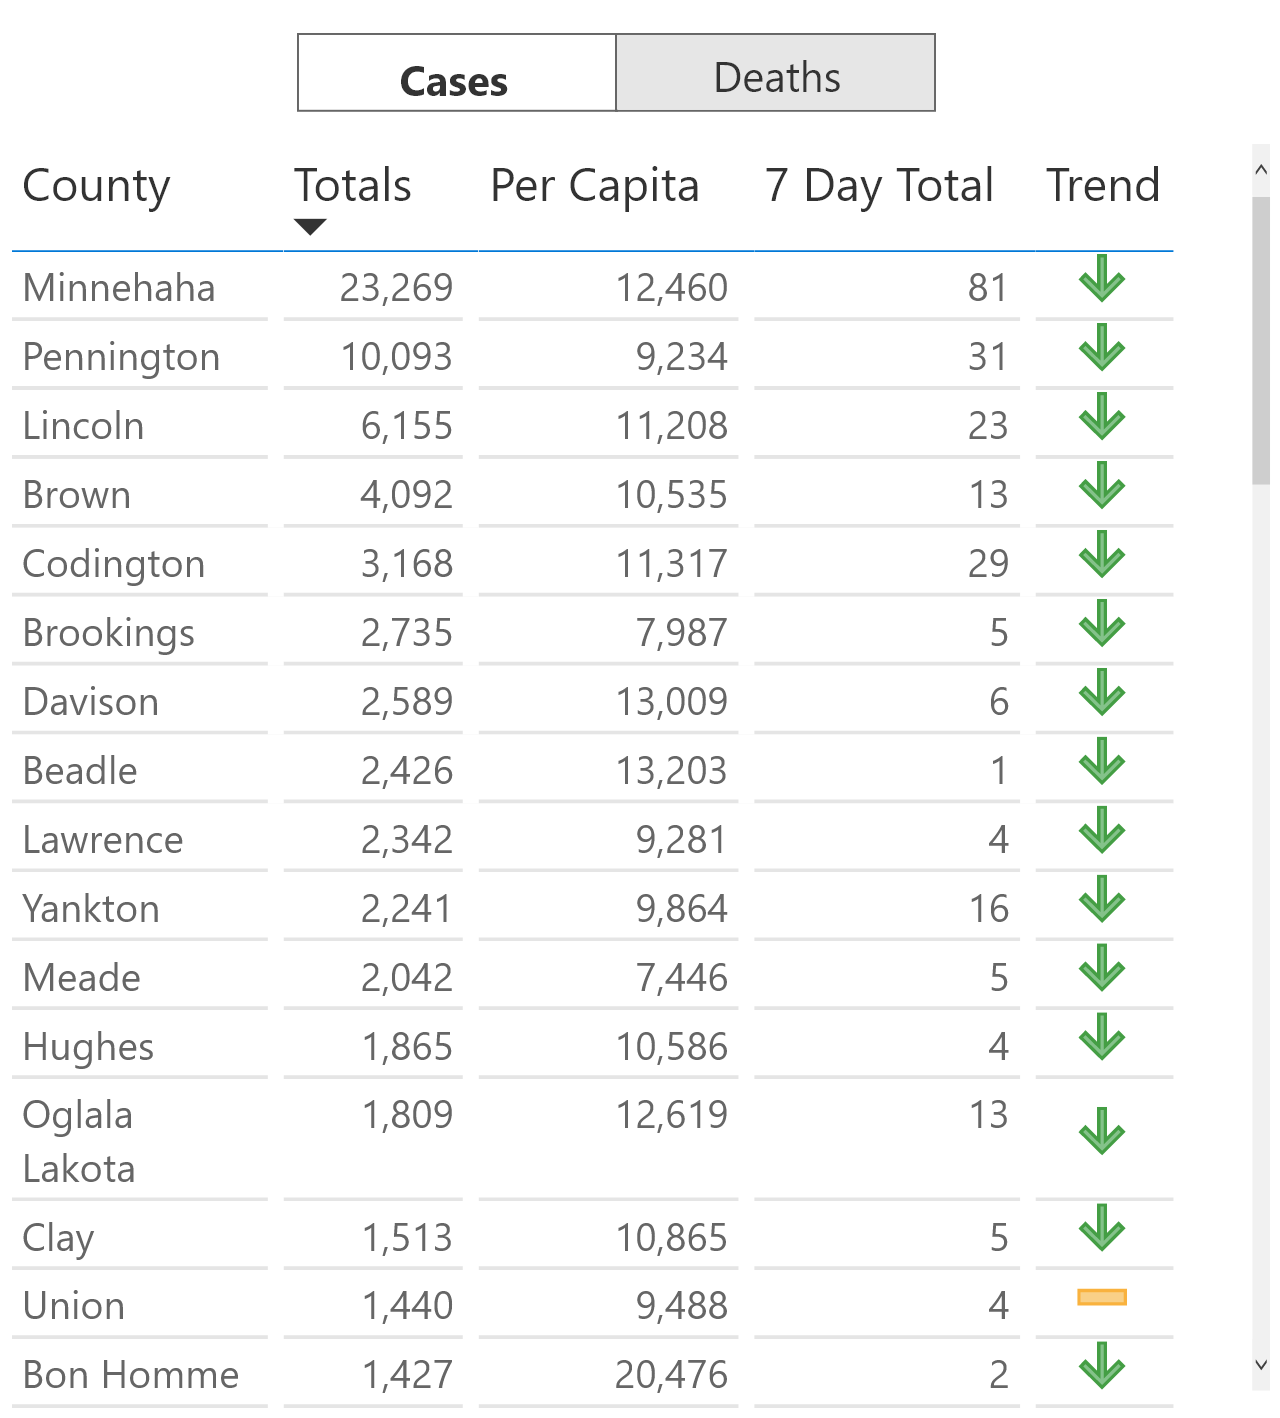 Cases Deaths
County Totals Per Capita 7 Day Total Trend
Minnehaha 23,269 12,460 81
Pennington 10,093 9,234 31
Lincoln 6,155 11,208 23
Brown 4,092 10,535 13
Codington 3,168 11,317 29
Brookings 2,735 7,987 5
Davison 2,589 13,009 6
Beadle 2,426 13,203 1
Lawrence 2,342 9,281 4
Yankton 2,241 9,864 16
Meade 2,042 7,446 5
Hughes 1,865 10,586 4
Oglala 1,809 12,619 13
Lakota
Clay 1,513 10,865 5
Union 1,440 9,488 4
Bon Homme 1,427 20,476 2